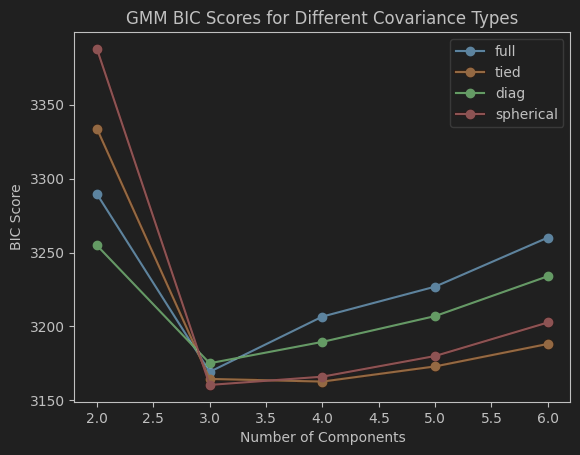 GMM BIC Scores for Different Covariance Types
full
tied
diag
spherical
BIC Score
3350
3300
3250
3200
3150
2.0 2.5 3.0 3.5 4.0 4.5 5.0 5.5 6.0
Number of Components